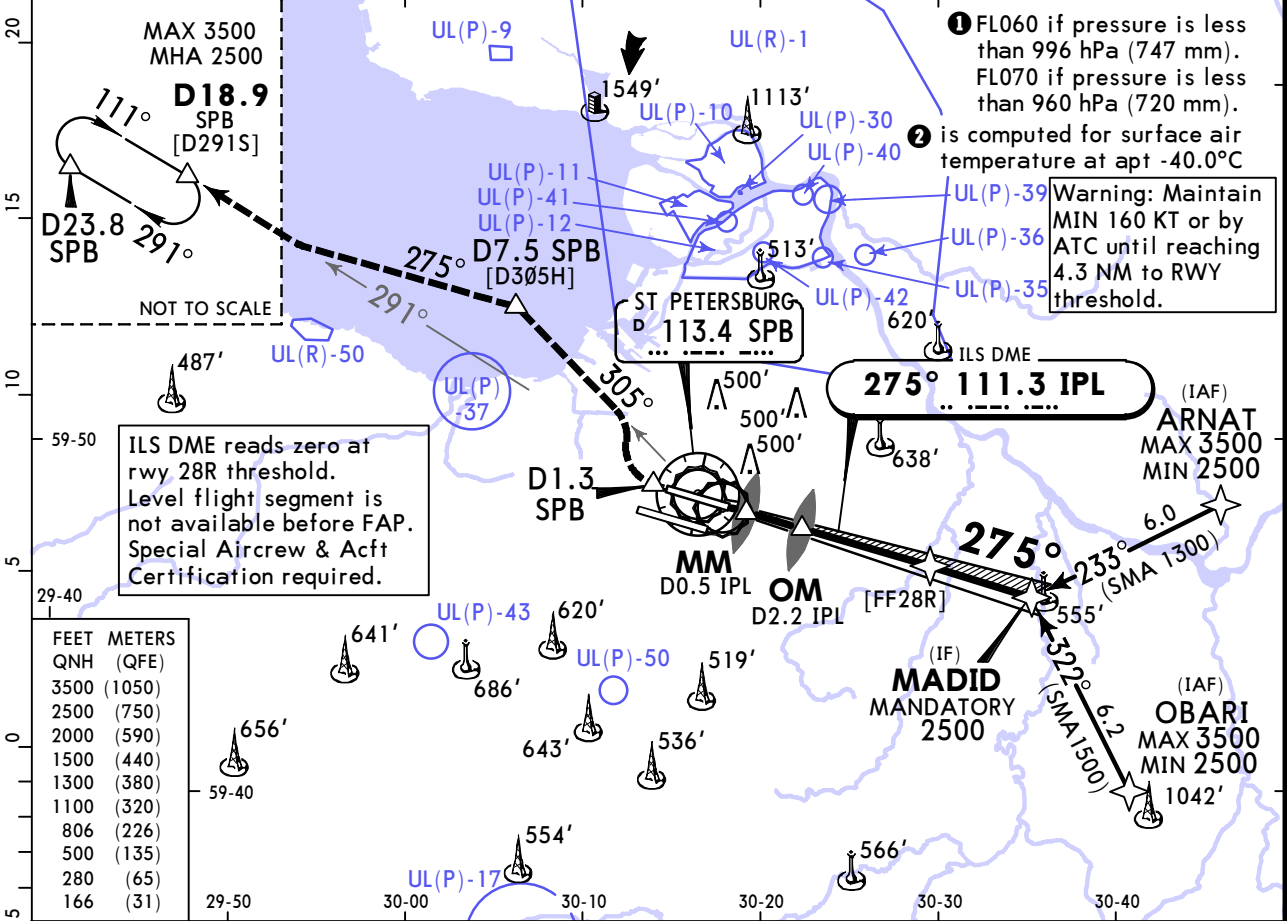 20
15
10
5
0
5
MAX 3500
MHA 2500
D18.9
SPB
[D291S]
111°
291°
D23.8
SPB
NOT TO SCALE
UL(P)-9
UL(R)-1
1549'
1113'
UL(P)-10
UL(P)-30
UL(P)-40
UL(P)-11
UL(P)-41
UL(P)-12
UL(P)-39
UL(P)-36
UL(P)-35
UL(P)-42
513'
620'
❶ FL060 if pressure is less
than 996 hPa (747 mm).
FL070 if pressure is less
than 960 hPa (720 mm).
❷ is computed for surface air
temperature at apt -40.0°C
Warning: Maintain
MIN 160 KT or by
ATC until reaching
4.3 NM to RWY
threshold.
275°
D7.5 SPB
[D3Ø5H]
291°
305°
ST PETERSBURG
D 113.4 SPB
ILS DME
275° 111.3 IPL
UL(R)-50
UL(P)
-37
487'
59-50
500'
500'
500'
638'
(IAF)
ARNAT
MAX 3500
MIN 2500
ILS DME reads zero at
rwy 28R threshold.
Level flight segment is
not available before FAP.
Special Aircrew & Acft
Certification required.
D1.3
SPB
MM
D0.5 IPL
OM
D2.2 IPL
[FF28R]
275°
6.0
233°
(SMA 1300)
555'
(IF)
MADID
MANDATORY
2500
322°
6.2
(SMA1500)
(IAF)
OBARI
MAX 3500
MIN 2500
1042'
29-40
FEET METERS
QNH (QFE)
3500 (1050)
2500 (750)
2000 (590)
1500 (440)
1300 (380)
1100 (320)
806 (226)
500 (135)
280 (65)
166 (31)
641'
UL(P)-43
686'
620'
UL(P)-50
519'
643'
536'
656'
59-40
554'
UL(P)-17
566'
29-50
30-00
30-10
30-20
30-30
30-40